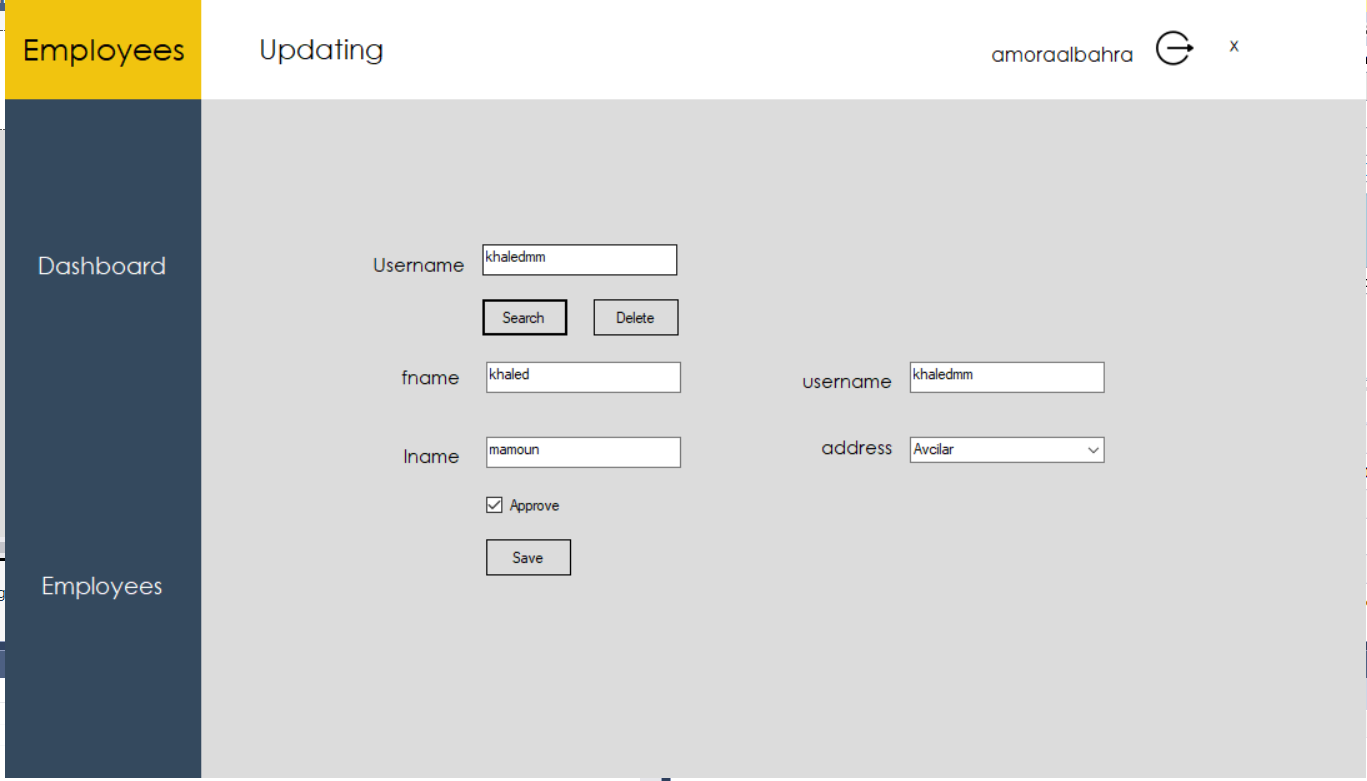 Employees
Updating
amoraalbahra
x
Dashboard
Employees
Username khaledmm
Search Delete
fname khaled
username khaledmm
lname mamoun
address Avcilar
Approve
Save